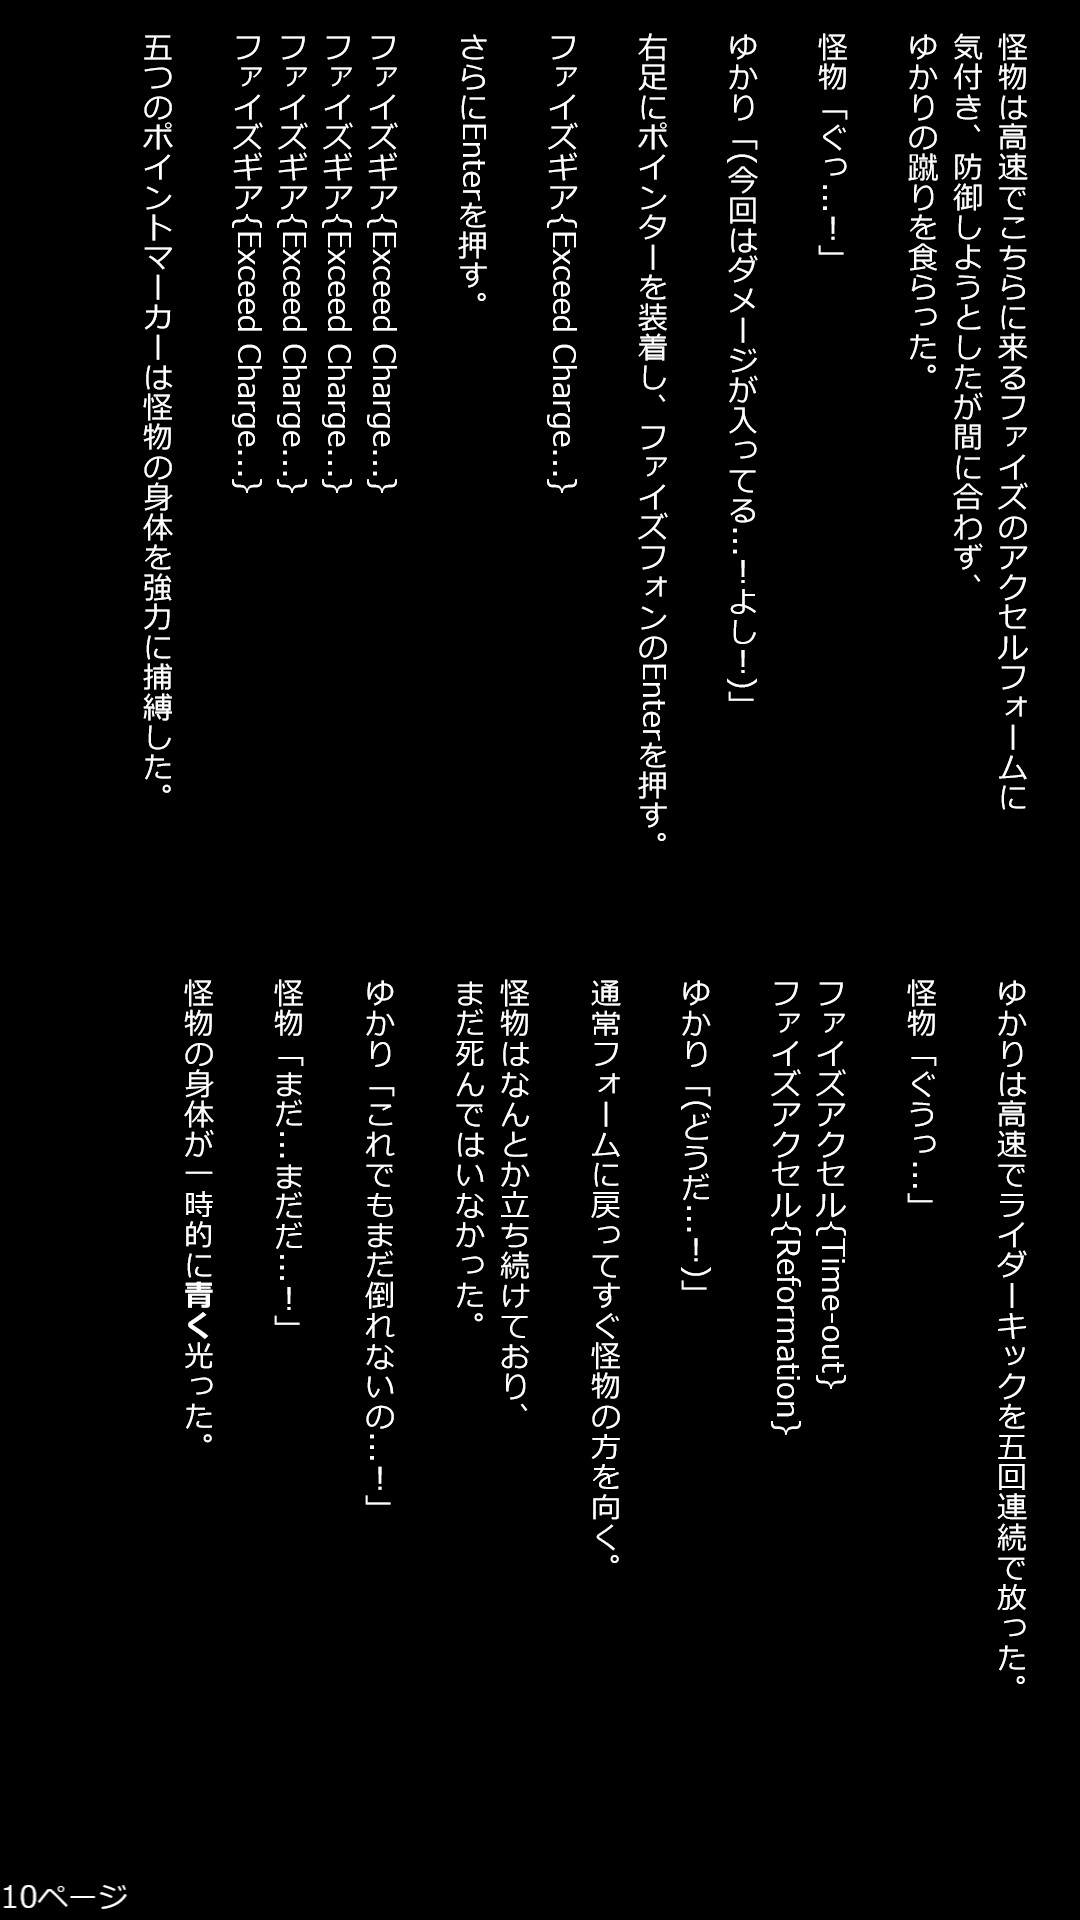 怪物は高速でこちらに来るファイズのアクセルフォームに
気付き、防御しようとしたが間に合わず、
ゆかりの蹴りを食らった。
怪物「ぐっ…！」
ゆかり「(今回はダメージが入ってる…！よし！)」
右足にポインターを装着し、ファイズフォンのEnterを押す。
ファイズギア{Exceed Charge…}
さらにEnterを押す。
ファイズギア{Exceed Charge…}
ファイズギア{Exceed Charge…}
ファイズギア{Exceed Charge…}
ファイズギア{Exceed Charge…}
五つのポイントマーカーは怪物の身体を強力に捕縛した。
ゆかりは高速でライダーキックを五回連続で放った。
怪物「ぐうっ…」
ファイズアクセル{Time-out}
ファイズアクセル{Reformation}
ゆかり「(どうだ…！)」
通常フォームに戻ってすぐ怪物の方を向く。
怪物はなんとか立ち続けており、
まだ死んではいなかった。
ゆかり「これでもまだ倒れないの…！」
怪物「まだ…まだだ…！」
怪物の身体が一時的に青く光った。
10ページ